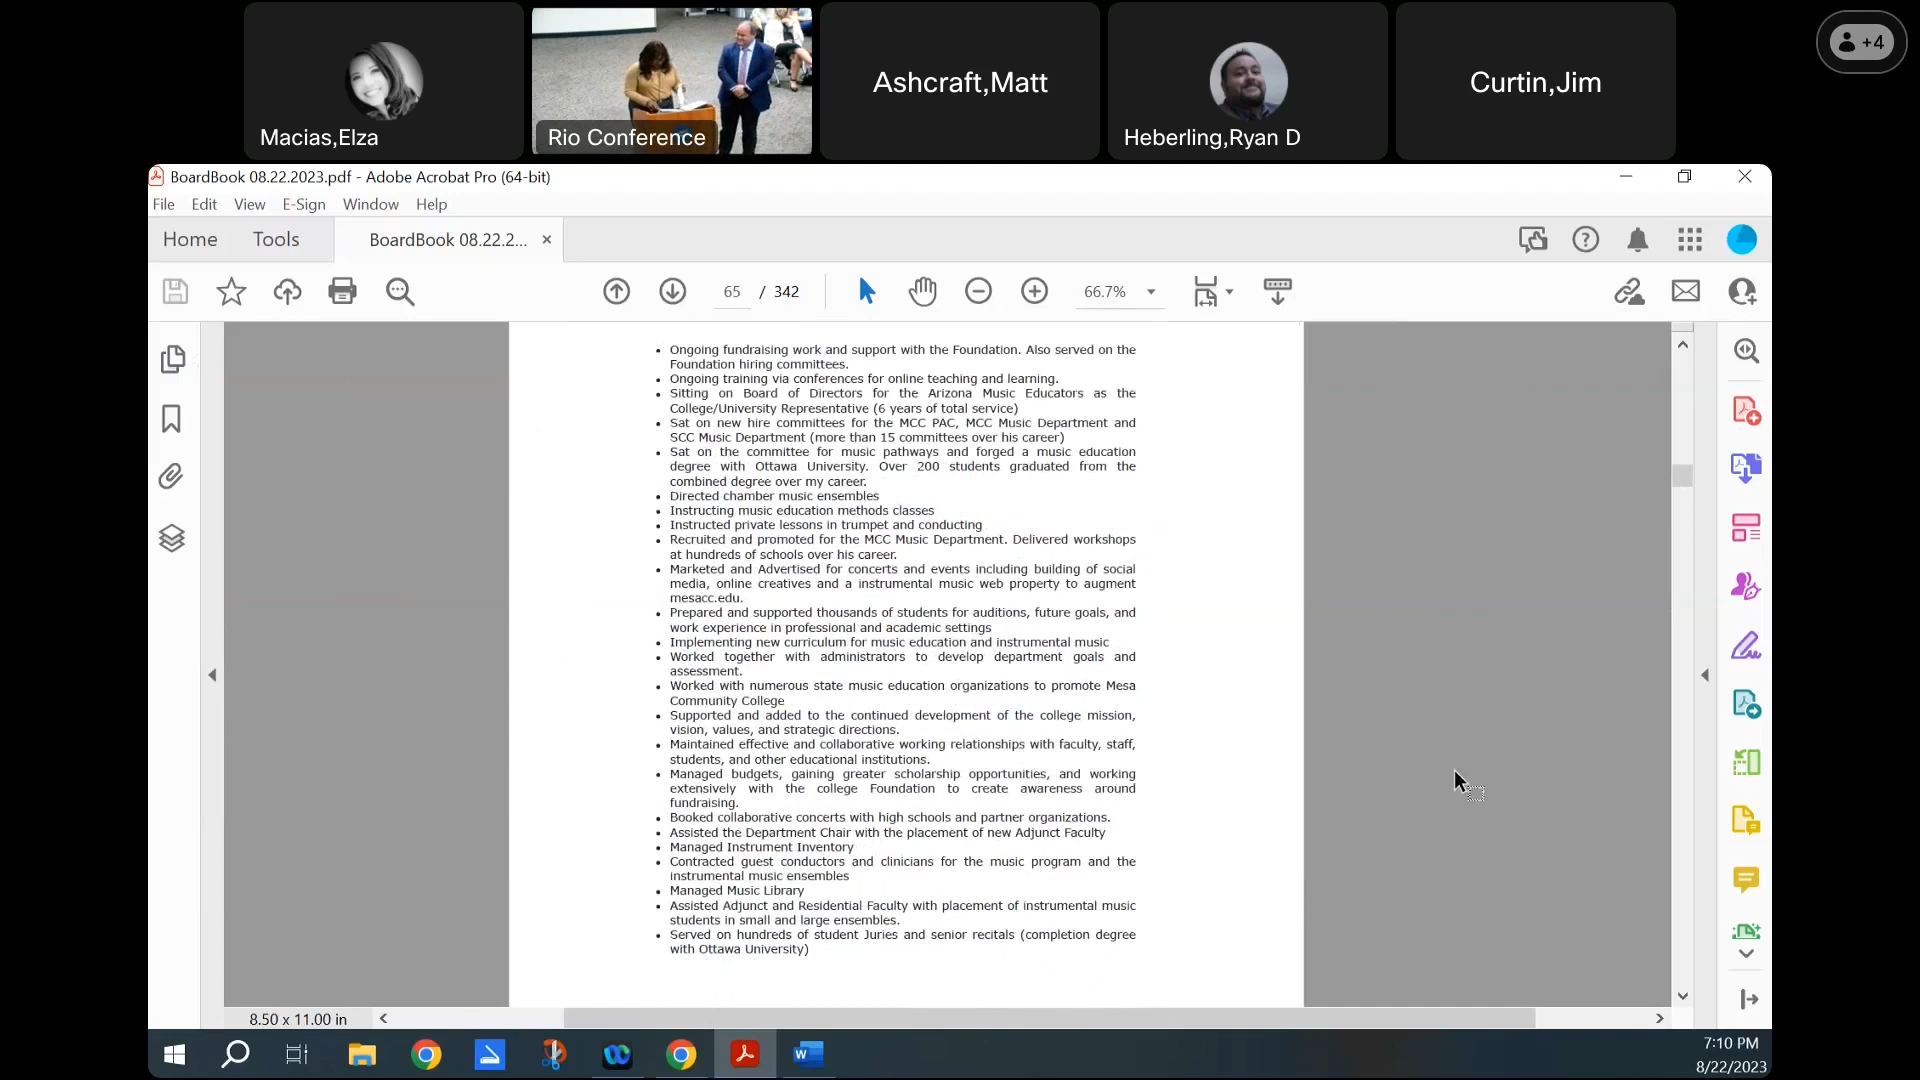 Macias,Elza
Rio Conference
Ashcraft,Matt
Heberling,Ryan D
Curtin,Jim
+4
BoardBook 08.22.2023.pdf - Adobe Acrobat Pro (64-bit)
File Edit View E-Sign Window Help
Home Tools BoardBook 08.22.2...
65 / 342 66.7%
• Ongoing fundraising work and support with the Foundation. Also served on the
Foundation hiring committees.
• Ongoing training via conferences for online teaching and learning.
• Sitting on Board of Directors for the Arizona Music Educators as the
College/University Representative (6 years of total service)
• Sat on new hire committees for the MCC PAC, MCC Music Department and
SCC Music Department (more than 15 committees over his career)
• Sat on the committee for music pathways and forged a music education
degree with Ottawa University. Over 200 students graduated from the
combined degree over my career.
• Directed chamber music ensembles
• Instructing music education methods classes
• Instructed private lessons in trumpet and conducting
• Recruited and promoted for the MCC Music Department. Delivered workshops
at hundreds of schools over his career.
• Marketed and Advertised for concerts and events including building of social
media, online creatives and a instrumental music web property to augment
mesacc.edu.
• Prepared and supported thousands of students for auditions, future goals, and
work experience in professional and academic settings
• Implementing new curriculum for music education and instrumental music
• Worked together with administrators to develop department goals and
assessment.
• Worked with numerous state music education organizations to promote Mesa
Community College
• Supported and added to the continued development of the college mission,
vision, values, and strategic directions.
• Maintained effective and collaborative working relationships with faculty, staff,
students, and other educational institutions.
• Managed budgets, gaining greater scholarship opportunities, and working
extensively with the college Foundation to create awareness around
fundraising.
• Booked collaborative concerts with high schools and partner organizations.
• Assisted the Department Chair with the placement of new Adjunct Faculty
• Managed Instrument Inventory
• Contracted guest conductors and clinicians for the music program and the
instrumental music ensembles
• Managed Music Library
• Assisted Adjunct and Residential Faculty with placement of instrumental music
students in small and large ensembles.
• Served on hundreds of student Juries and senior recitals (completion degree
with Ottawa University)
8.50 x 11.00 in
7:10 PM
8/22/2023